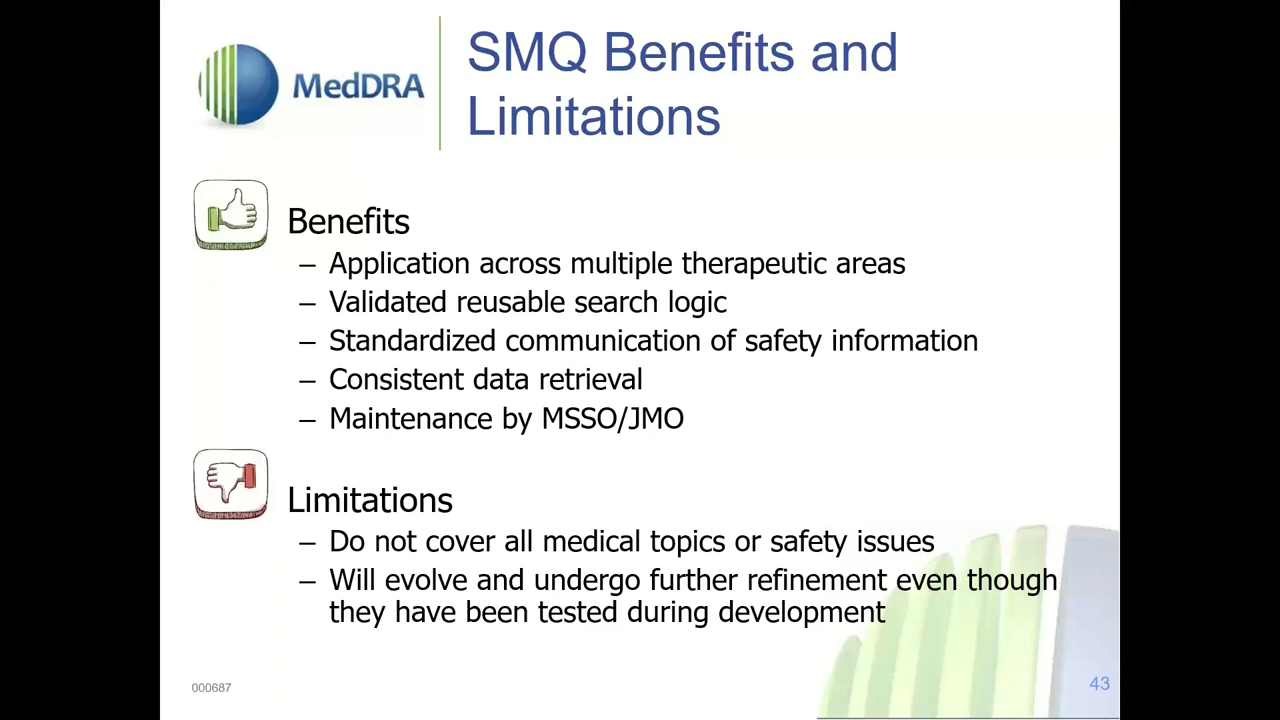 MedDRA
SMQ Benefits and
Limitations
Benefits
– Application across multiple therapeutic areas
– Validated reusable search logic
– Standardized communication of safety information
– Consistent data retrieval
– Maintenance by MSSO/JMO
Limitations
– Do not cover all medical topics or safety issues
– Will evolve and undergo further refinement even though
they have been tested during development
000687
43